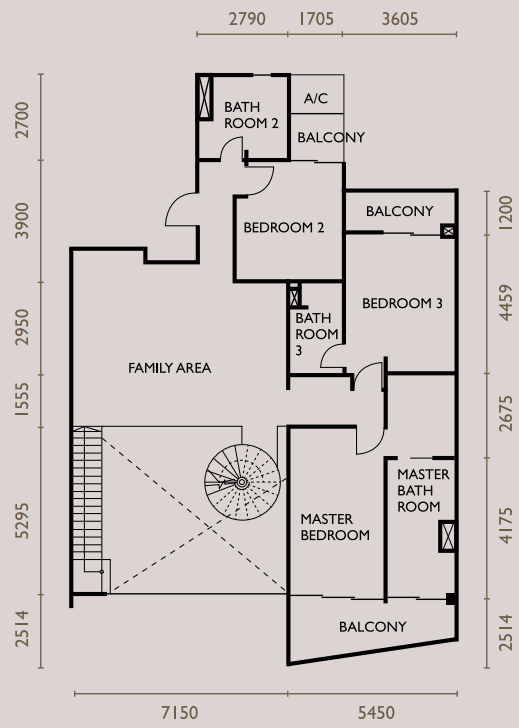 2790 1705 3605
2700
A/C
BATH
ROOM 2
BALCONY
3900
1200
BALCONY
BEDROOM 2
2950
4459
BEDROOM 3
BATH
ROOM
3
FAMILY AREA
1555
2675
5295
MASTER
BATH
ROOM
4175
MASTER
BEDROOM
2514
BALCONY
2514
7150 5450